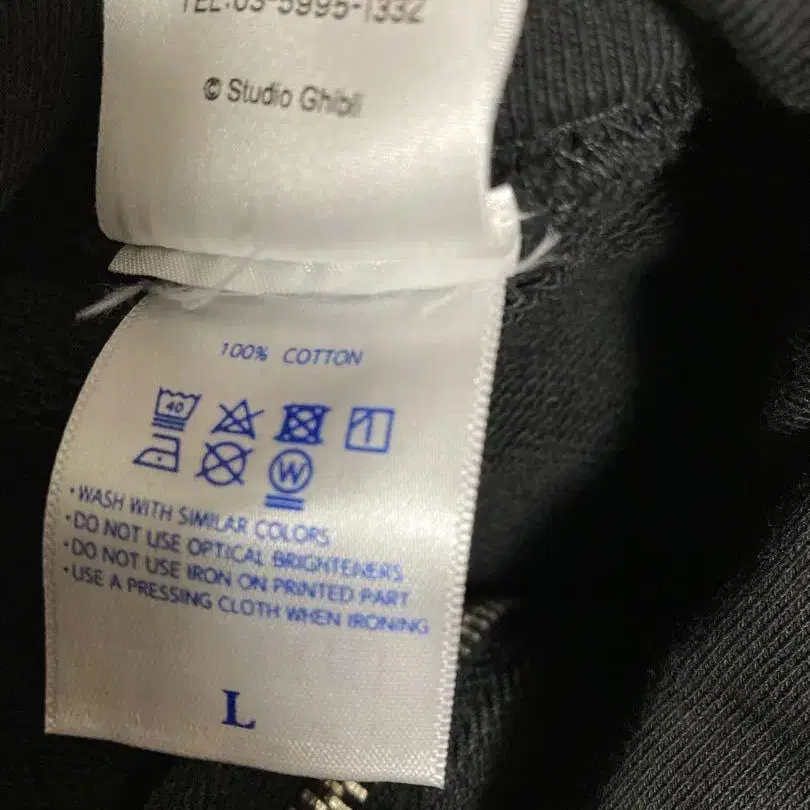 TEL:03-5995-1332
© Studio Ghibli
100% COTTON
40
W
・WASH WITH SIMILAR COLORS
・DO NOT USE OPTICAL BRIGHTENERS
・DO NOT USE IRON ON PRINTED PART
・USE A PRESSING CLOTH WHEN IRONING
L